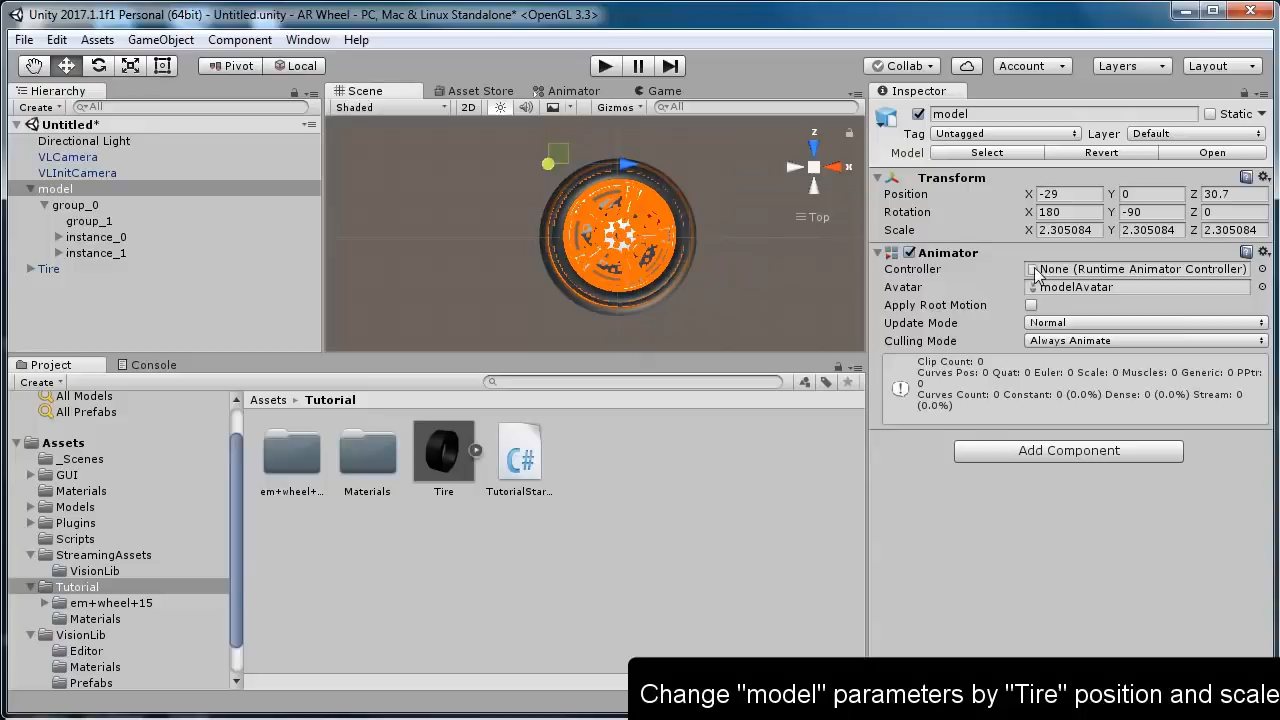 Unity 2017.1.1f1 Personal (64bit) - Untitled.unity - AR Wheel - PC, Mac & Linux Standalone* <OpenGL 3.3>
File Edit Assets GameObject Component Window Help
Pivot Local Collab Account Layers Layout
Hierarchy
Create All
Untitled*
Directional Light
VLCamera
VLInitCamera
model
group_0
group_1
instance_0
instance_1
Tire
Scene Asset Store Animator Game
Shaded 2D Gizmos All
z
x
Top
Inspector
model Static
Tag Untagged Layer Default
Model Select Revert Open
Transform
Position X -29 Y 0 Z 30.7
Rotation X 180 Y -90 Z 0
Scale X 2.305084 Y 2.305084 Z 2.305084
Animator
Controller None (Runtime Animator Controller)
Avatar modelAvatar
Apply Root Motion
Update Mode Normal
Culling Mode Always Animate
Clip Count: 0
Curves Pos: 0 Quat: 0 Euler: 0 Scale: 0 Muscles: 0 Generic: 0 PPtr:
0
Curves Count: 0 Constant: 0 (0.0%) Dense: 0 (0.0%) Stream: 0
(0.0%)
Add Component
Project Console
Create
All Models
All Prefabs
Assets
_Scenes
GUI
Materials
Models
Plugins
Scripts
StreamingAssets
VisionLib
Tutorial
em+wheel+15
Materials
VisionLib
Editor
Materials
Prefabs
Assets Tutorial
C#
em+wheel+... Materials Tire TutorialStar...
Change "model" parameters by "Tire" position and scale